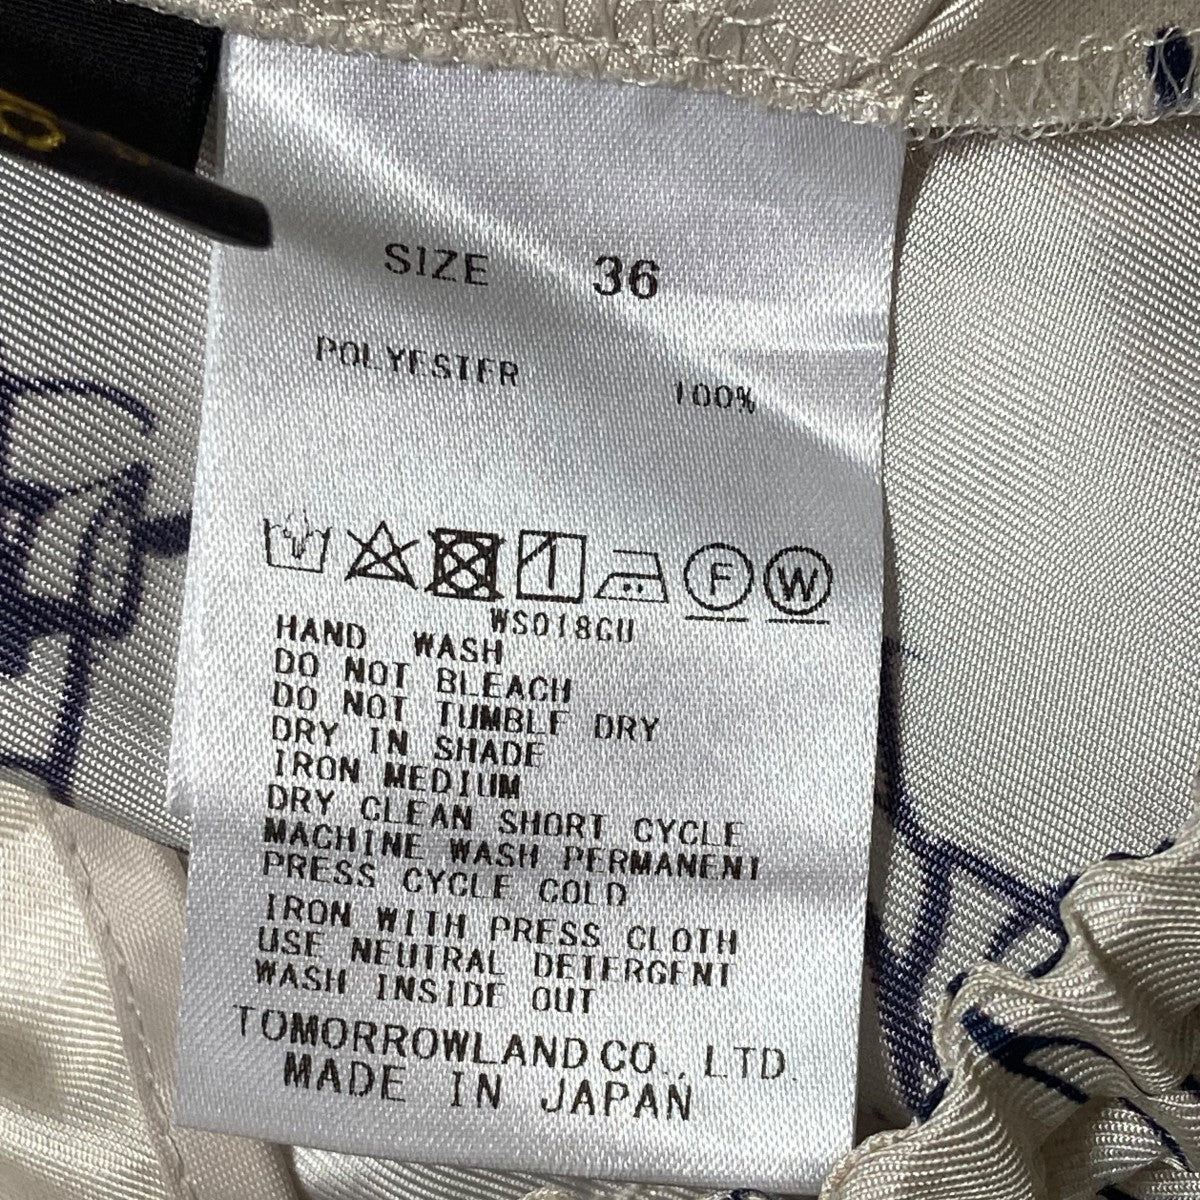 SIZE 36
POLYESTER 100%
F W
WS018GU
HAND WASH
DO NOT BLEACH
DO NOT TUMBLE DRY
DRY IN SHADE
IRON MEDIUM
DRY CLEAN SHORT CYCLE
MACHINE WASH PERMANENT
PRESS CYCLE COLD
IRON WITH PRESS CLOTH
USE NEUTRAL DETERGENT
WASH INSIDE OUT
TOMORROWLAND CO., LTD.
MADE IN JAPAN